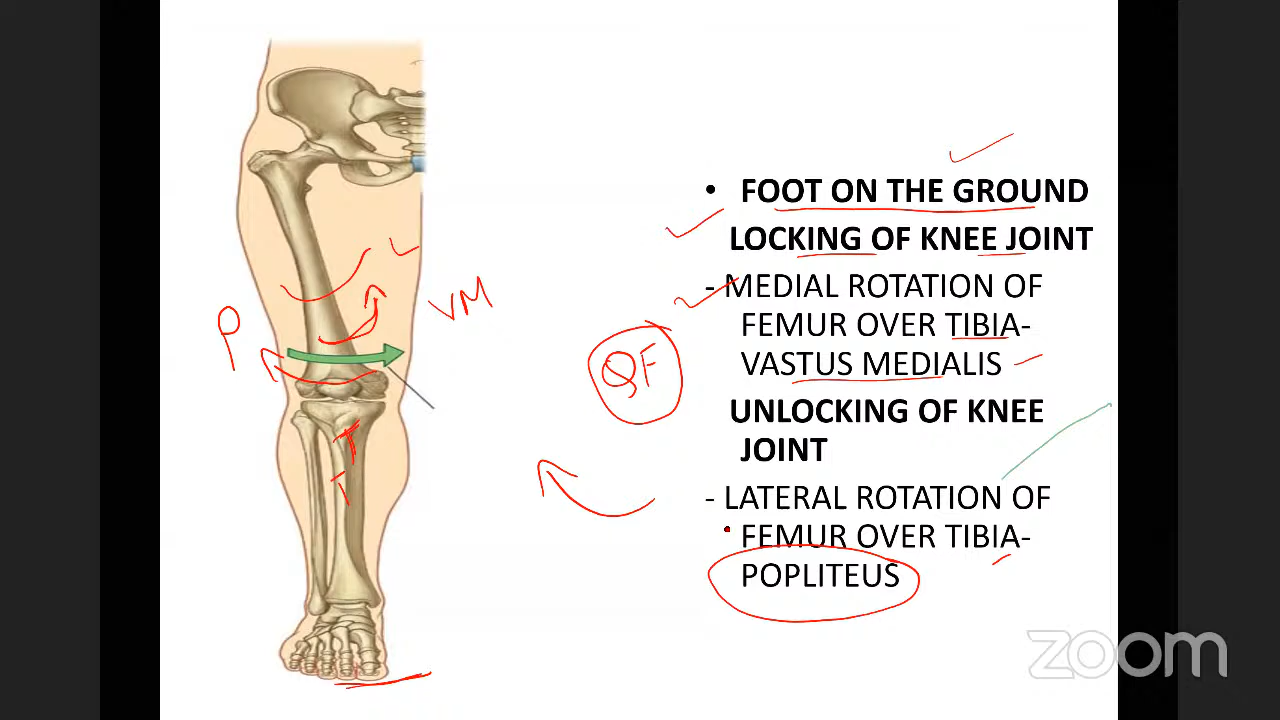 • FOOT ON THE GROUND
LOCKING OF KNEE JOINT
- MEDIAL ROTATION OF
FEMUR OVER TIBIA-
VASTUS MEDIALIS
UNLOCKING OF KNEE
JOINT
- LATERAL ROTATION OF
FEMUR OVER TIBIA-
POPLITEUS
QF
L
VM
P
T
T
zoom